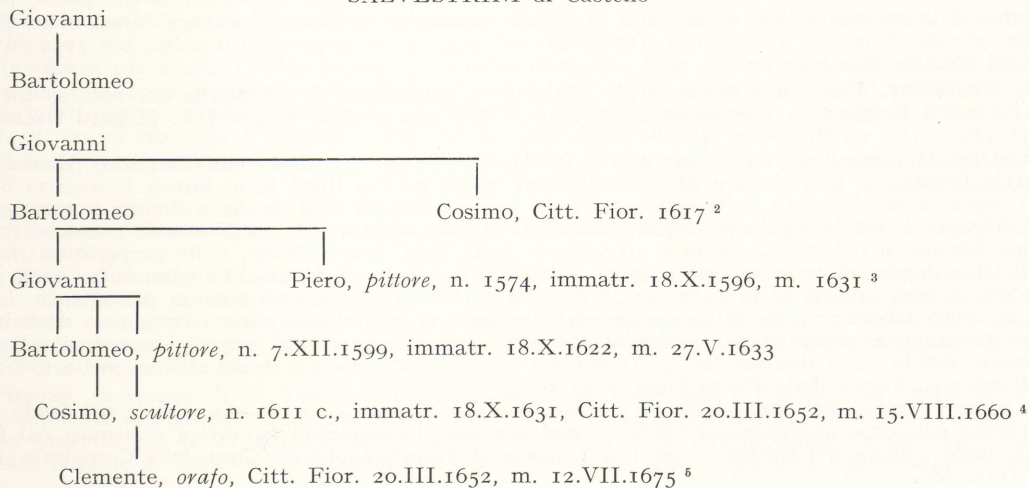 SALVESTRINI di Castello
Giovanni
Bartolomeo
Giovanni
Bartolomeo Cosimo, Citt. Fior. 1617 ²
Giovanni Piero, pittore, n. 1574, immatr. 18.X.1596, m. 1631 ³
Bartolomeo, pittore, n. 7.XII.1599, immatr. 18.X.1622, m. 27.V.1633
Cosimo, scultore, n. 1611 c., immatr. 18.X.1631, Citt. Fior. 20.III.1652, m. 15.VIII.1660 ⁴
Clemente, orafo, Citt. Fior. 20.III.1652, m. 12.VII.1675 ⁵